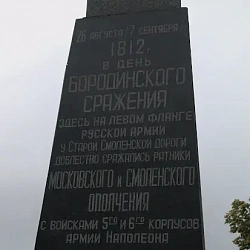 26 августа / 7 сентября
1812 г.
в день
Бородинского
сражения
здесь на левом фланге
русской армии
у Старой Смоленской дороги
доблестно сражались ратники
Московского и Смоленского
ополчения
с войсками 5го и 6го корпусов
армии Наполеона